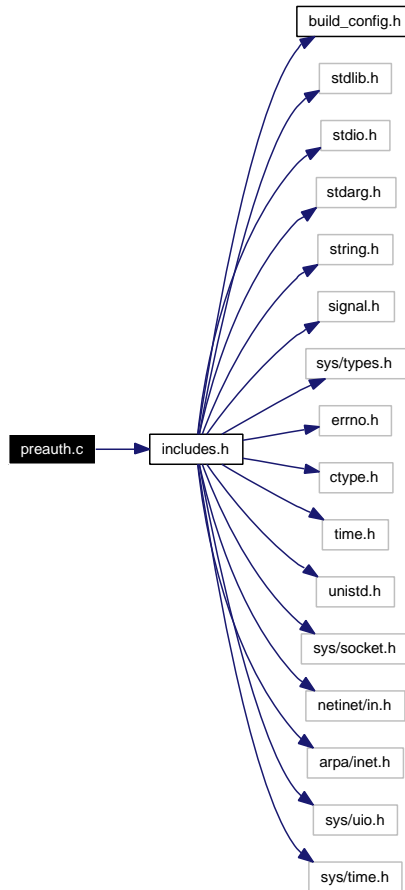 build_config.h
stdlib.h
stdio.h
stdarg.h
string.h
signal.h
sys/types.h
errno.h
preauth.c
includes.h
ctype.h
time.h
unistd.h
sys/socket.h
netinet/in.h
arpa/inet.h
sys/uio.h
sys/time.h